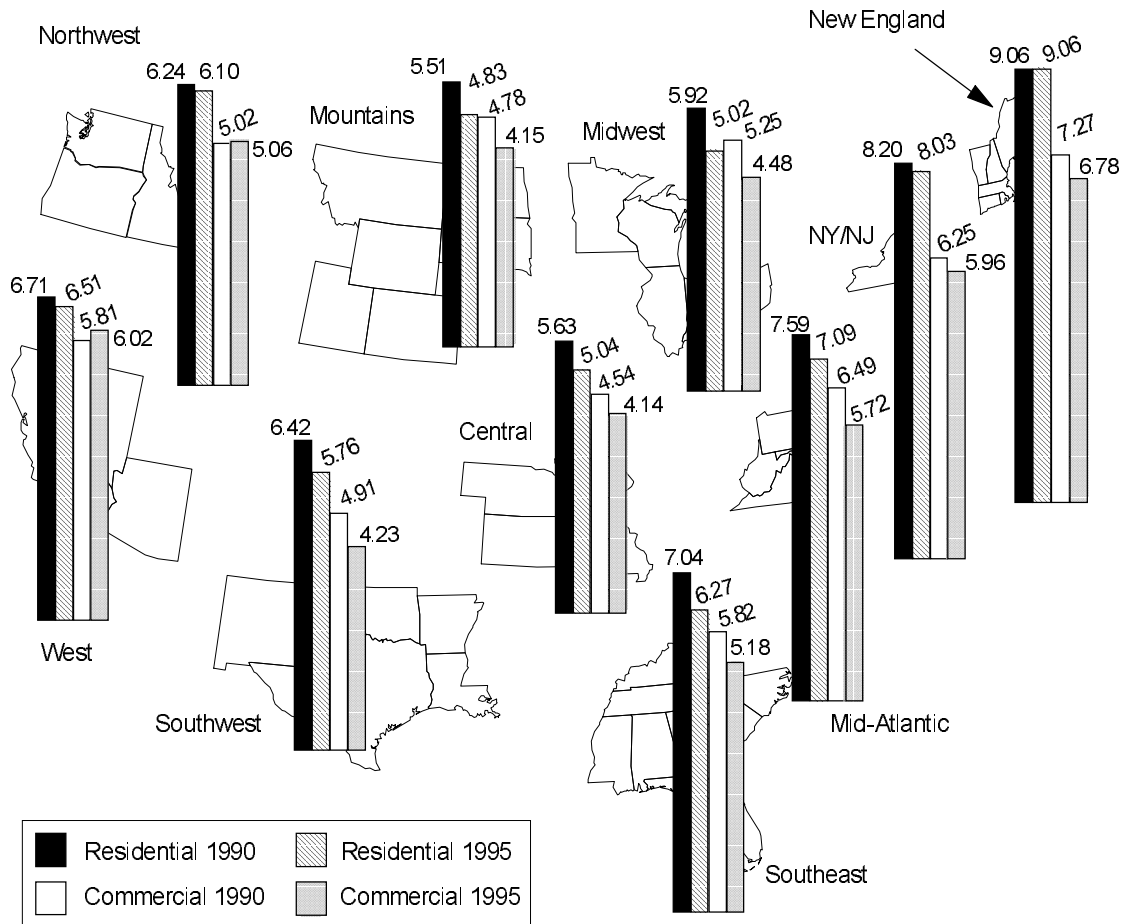 Northwest
6.24
6.10
5.02
5.06
Mountains
5.51
4.83
4.78
4.15
Midwest
5.92
5.02
5.25
4.48
New England
9.06
9.06
7.27
6.78
NY/NJ
8.20
8.03
6.25
5.96
6.71
6.51
5.81
6.02
West
6.42
5.76
4.91
4.23
Southwest
Central
5.63
5.04
4.54
4.14
7.59
7.09
6.49
5.72
Mid-Atlantic
7.04
6.27
5.82
5.18
Southeast
Residential 1990
Residential 1995
Commercial 1990
Commercial 1995